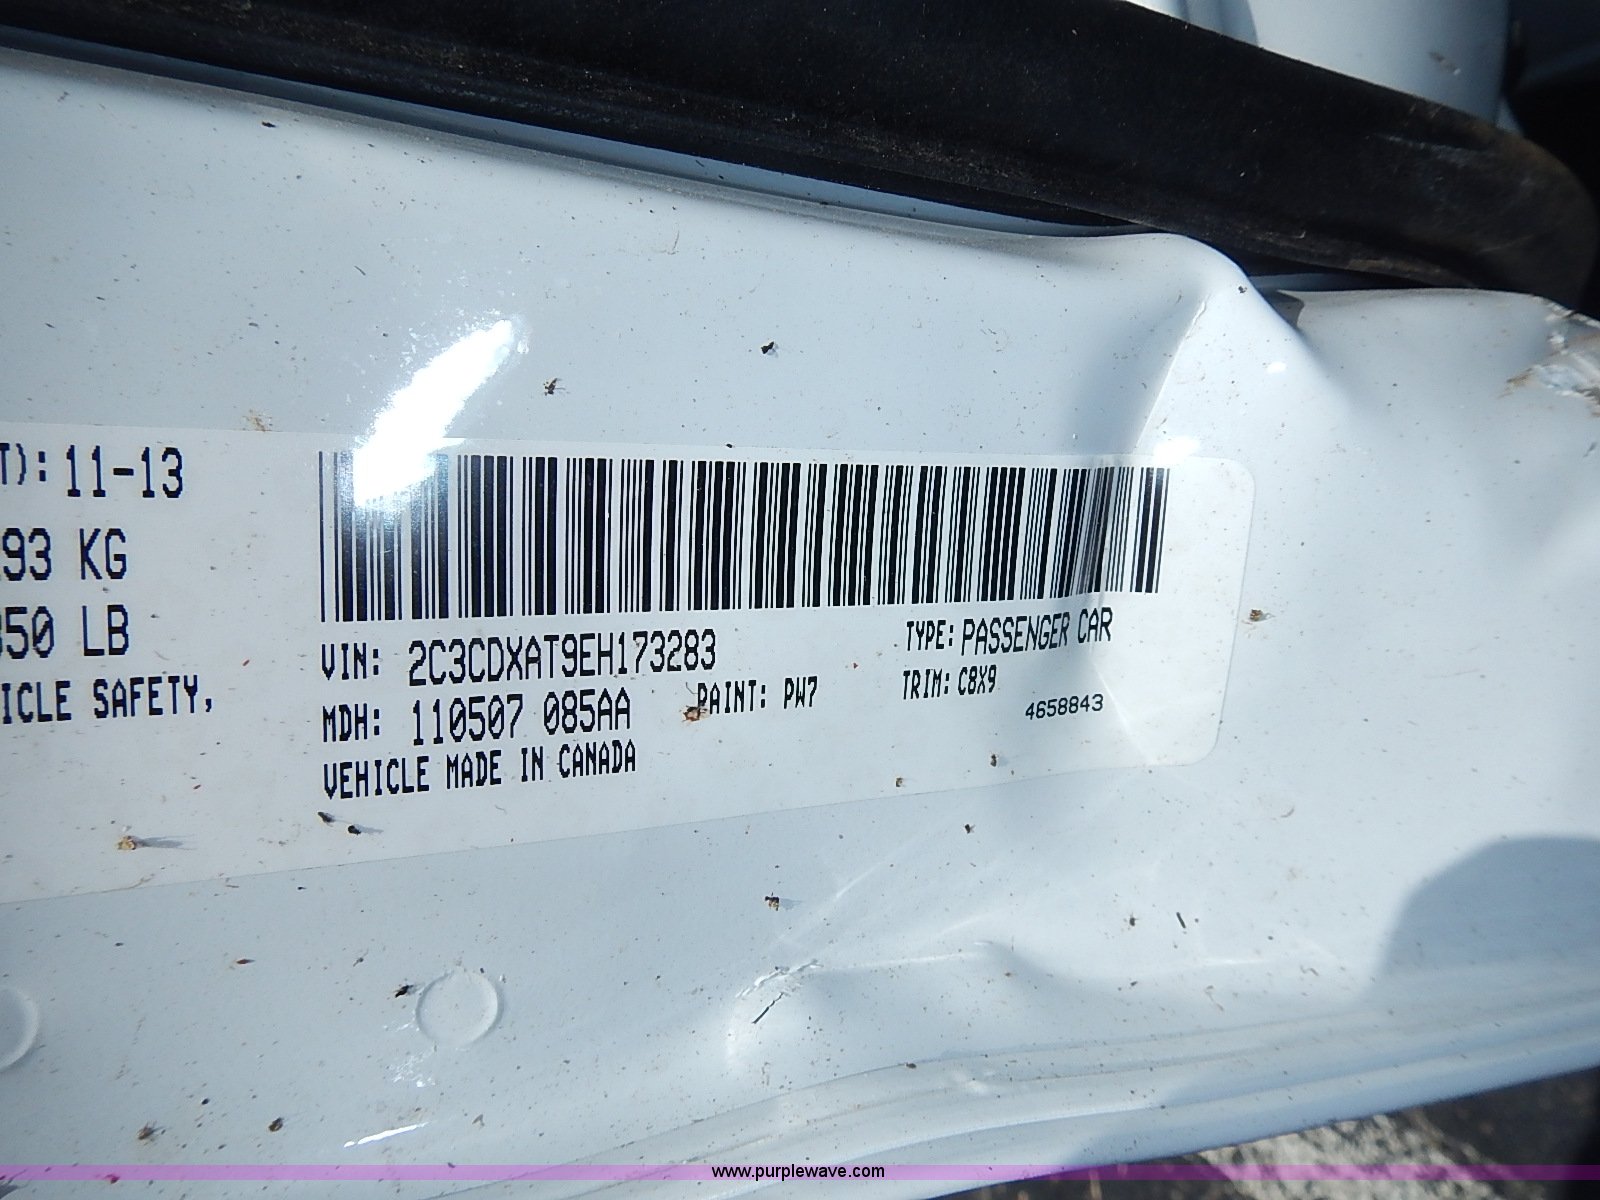 T): 11-13
93 KG
350 LB
ICLE SAFETY,
VIN: 2C3CDXAT9EH173283
TYPE: PASSENGER CAR
MDH: 110507 085AA
PAINT: PW7
TRIM: C8X9
4658843
VEHICLE MADE IN CANADA
www.purplewave.com